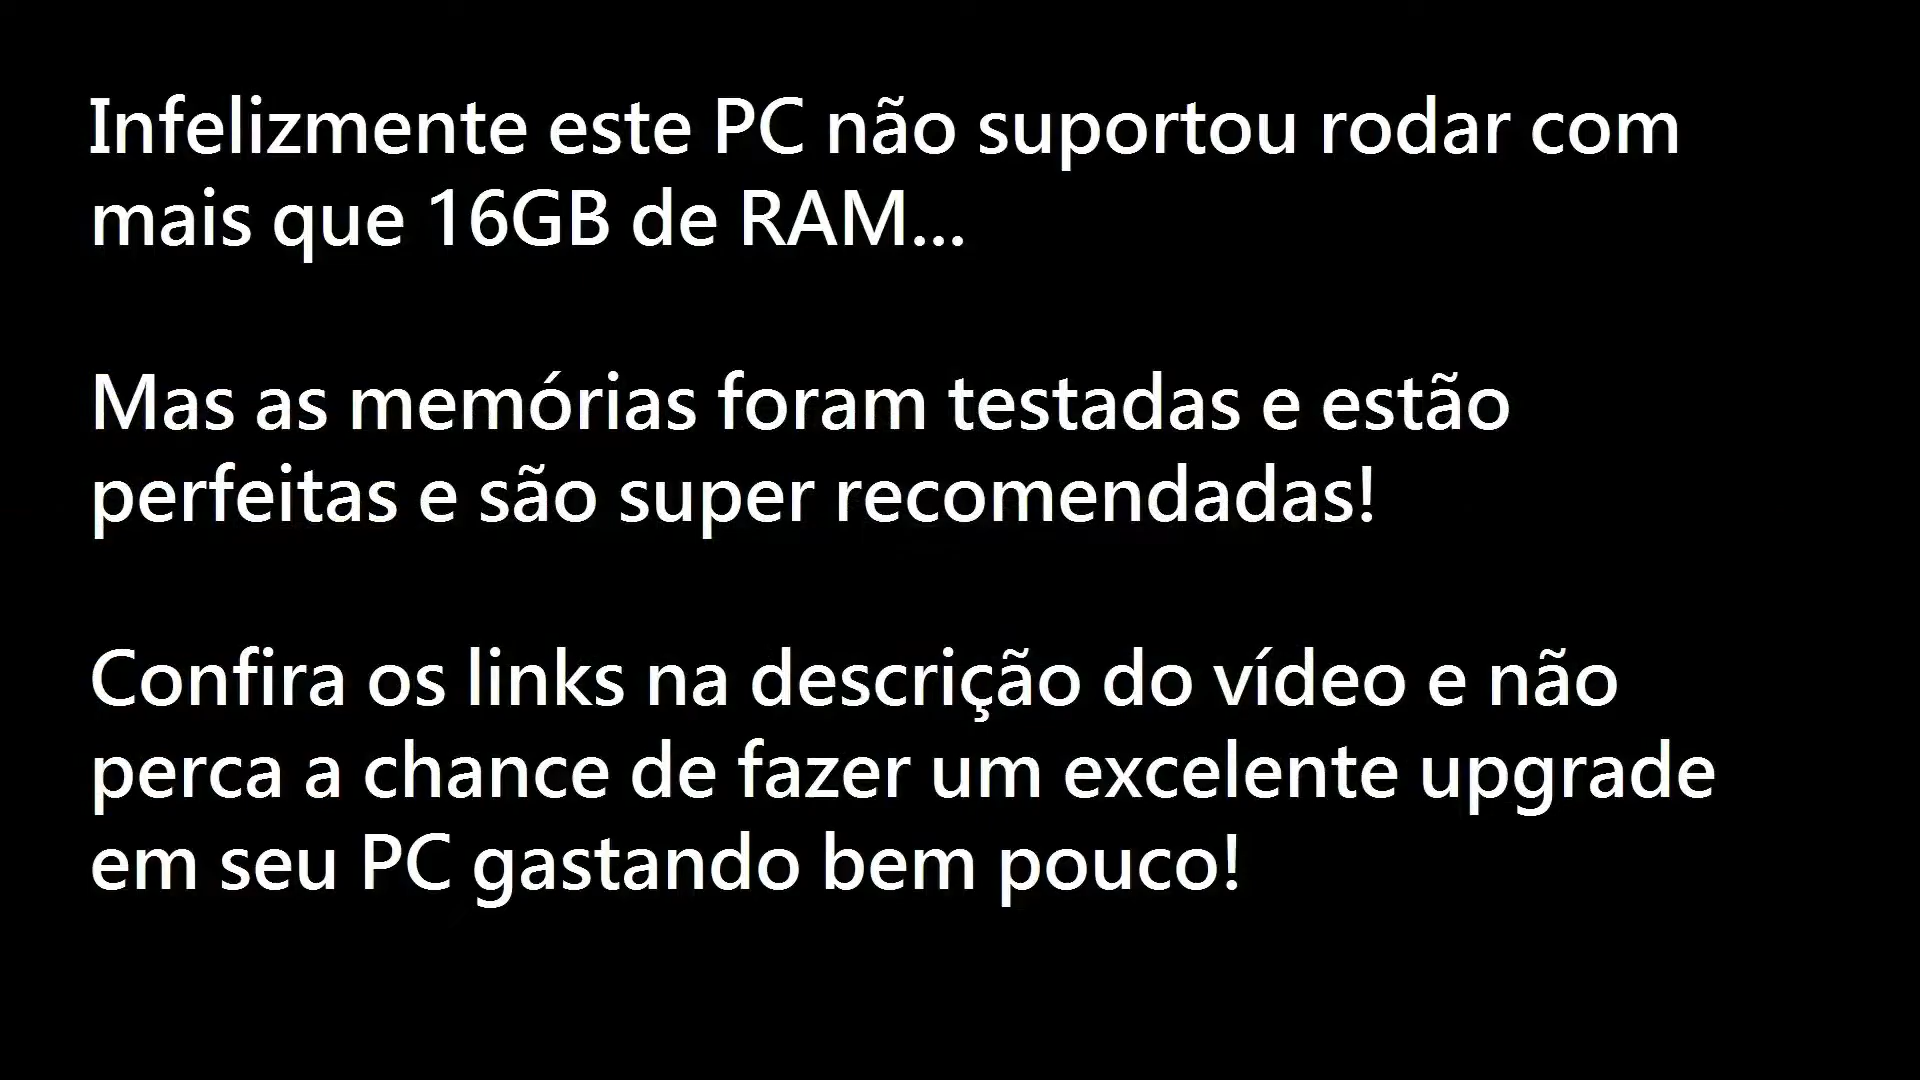 Infelizmente este PC não suportou rodar com
mais que 16GB de RAM...
Mas as memórias foram testadas e estão
perfeitas e são super recomendadas!
Confira os links na descrição do vídeo e não
perca a chance de fazer um excelente upgrade
em seu PC gastando bem pouco!